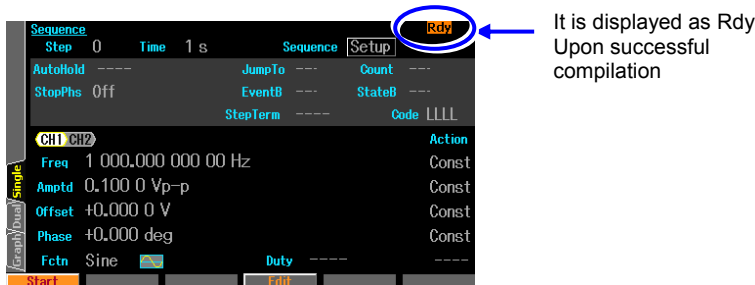 Sequence Rdy
Step 0 Time 1 s Sequence Setup
AutoHold ---- JumpTo --- Count ---
StopPhs Off EventB --- StateB ---
StepTerm ---- Code LLLL
CH1 CH2 Action
Freq 1 000.000 000 00 Hz Const
Amptd 0.100 0 Vp-p Const
Offset +0.000 0 V Const
Phase +0.000 deg Const
Fctn Sine Duty ---- ----
Start Edit
Single
Dual
Graph
It is displayed as Rdy
Upon successful
compilation